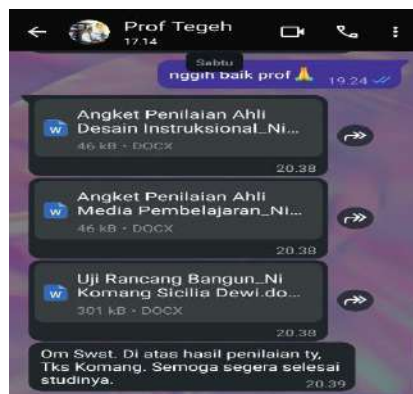 Prof Tegeh
17.14
Sabtu
nggih baik prof 🙏 19.24
Angket Penilaian Ahli
Desain Instruksional_Ni...
46 kB • DOCX
20.38
Angket Penilaian Ahli
Media Pembelajaran_Ni...
46 kB • DOCX
20.38
Uji Rancang Bangun_Ni
Komang Sicilia Dewi.do...
301 kB • DOCX
20.38
Om Swst. Di atas hasil penilaian ty,
Tks Komang. Semoga segera selesai
studinya. 20.39